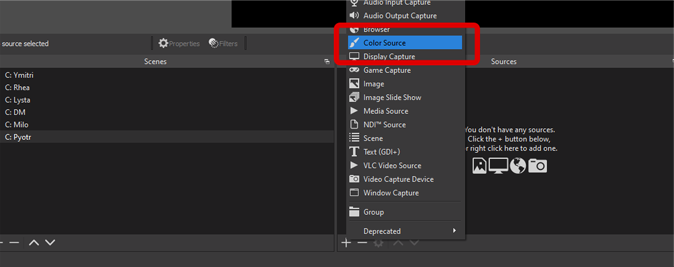 Audio Input Capture
Audio Output Capture
Browser
Color Source
Display Capture
Game Capture
Image
Image Slide Show
Media Source
NDI™ Source
Scene
Text (GDI+)
VLC Video Source
Video Capture Device
Window Capture
Group
Deprecated
source selected
Properties
Filters
Scenes
C: Ymitri
C: Rhea
C: Lysta
C: DM
C: Milo
C: Pyotr
Sources
You don't have any sources.
Click the + button below,
or right click here to add one.